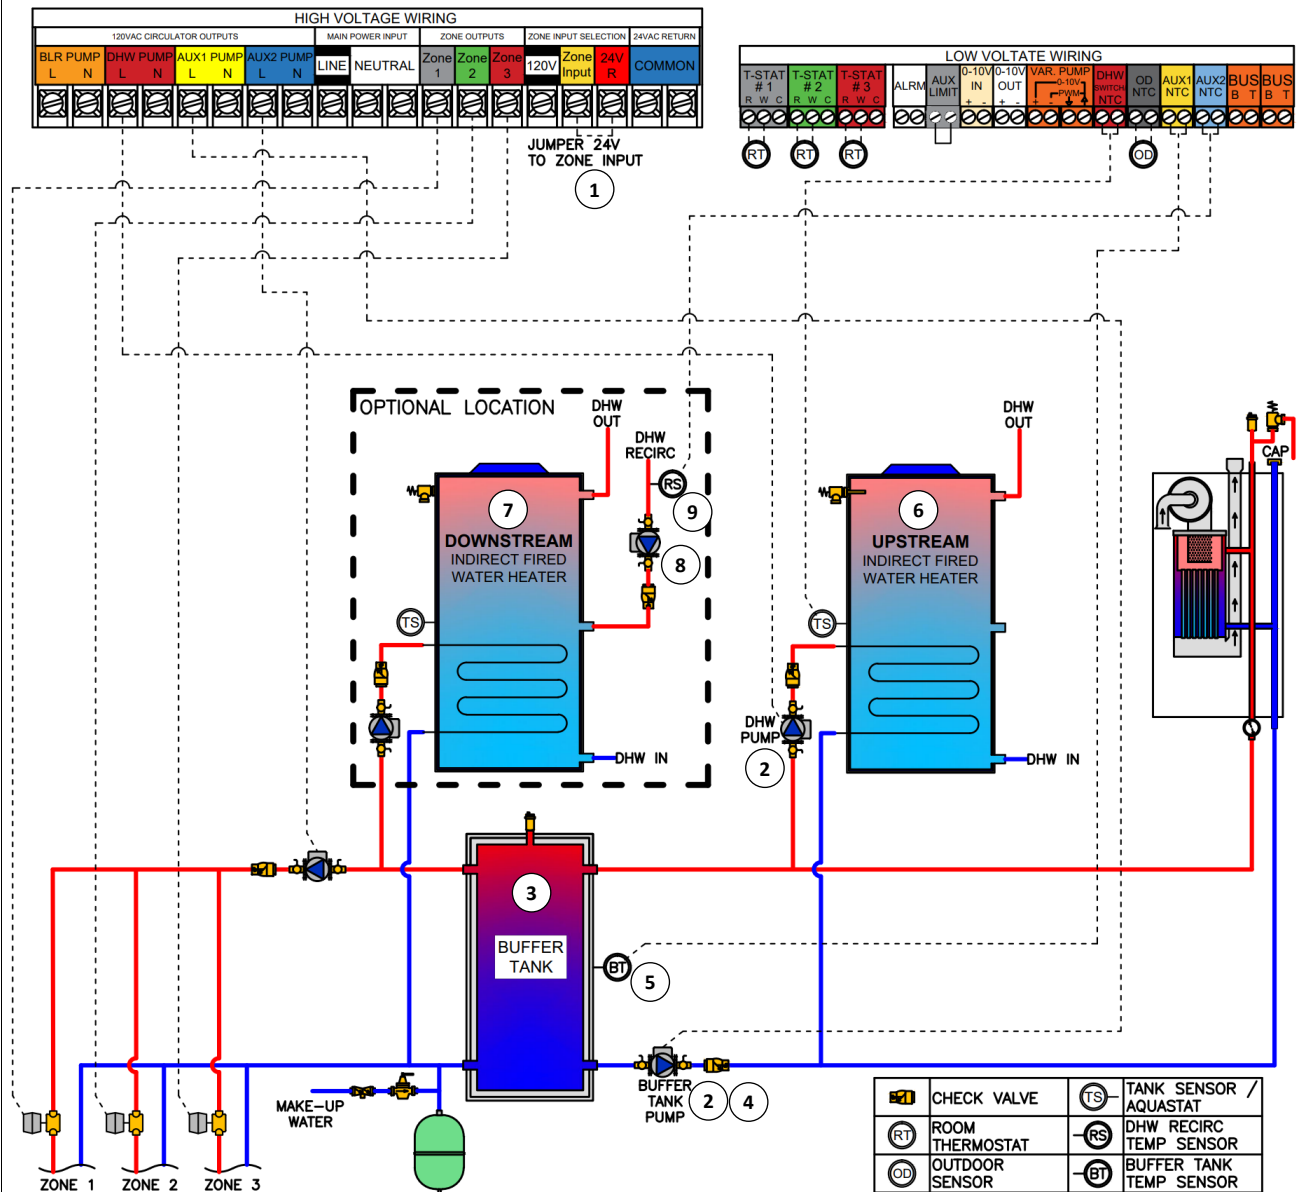 HIGH VOLTAGE WIRING
120VAC CIRCULATOR OUTPUTS
MAIN POWER INPUT
ZONE OUTPUTS
ZONE INPUT SELECTION
24VAC RETURN
BLR PUMP
L N
DHW PUMP
L N
AUX1 PUMP
L N
AUX2 PUMP
L N
LINE
NEUTRAL
Zone
1
Zone
2
Zone
3
120V
Zone
Input
24V
R
COMMON
JUMPER 24V
TO ZONE INPUT
1
LOW VOLTATE WIRING
T-STAT
# 1
R W C
T-STAT
# 2
R W C
T-STAT
# 3
R W C
ALRM
AUX
LIMIT
0-10V
IN
+ -
0-10V
OUT
+ -
VAR. PUMP
0-10V
PWM
+ -
DHW
SWITCH
NTC
OD
NTC
AUX1
NTC
AUX2
NTC
BUS
B T
BUS
B T
RT
RT
RT
OD
OPTIONAL LOCATION
DHW
OUT
DHW
RECIRC
RS
9
8
7
DOWNSTREAM
INDIRECT FIRED
WATER HEATER
TS
DHW IN
DHW
OUT
6
UPSTREAM
INDIRECT FIRED
WATER HEATER
TS
DHW
PUMP
2
DHW IN
CAP
3
BUFFER
TANK
BT
5
BUFFER
TANK
PUMP
2
4
MAKE-UP
WATER
ZONE 1
ZONE 2
ZONE 3
CHECK VALVE
TS
TANK SENSOR /
AQUASTAT
RT
ROOM
THERMOSTAT
RS
DHW RECIRC
TEMP SENSOR
OD
OUTDOOR
SENSOR
BT
BUFFER TANK
TEMP SENSOR